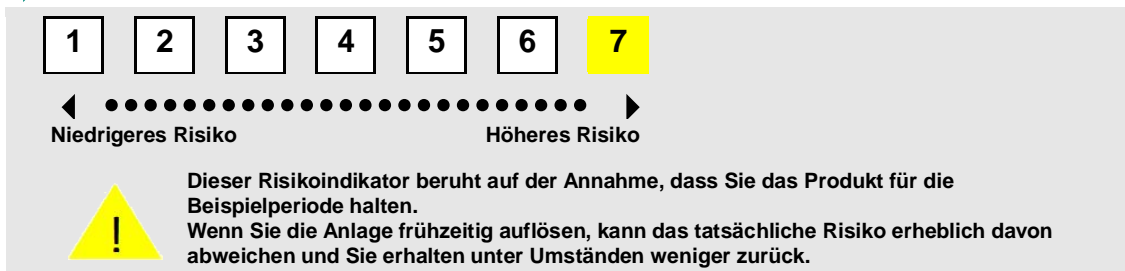 1 2 3 4 5 6 7
Niedrigeres Risiko Höheres Risiko
Dieser Risikoindikator beruht auf der Annahme, dass Sie das Produkt für die
Beispielperiode halten.
Wenn Sie die Anlage frühzeitig auflösen, kann das tatsächliche Risiko erheblich davon
abweichen und Sie erhalten unter Umständen weniger zurück.
!